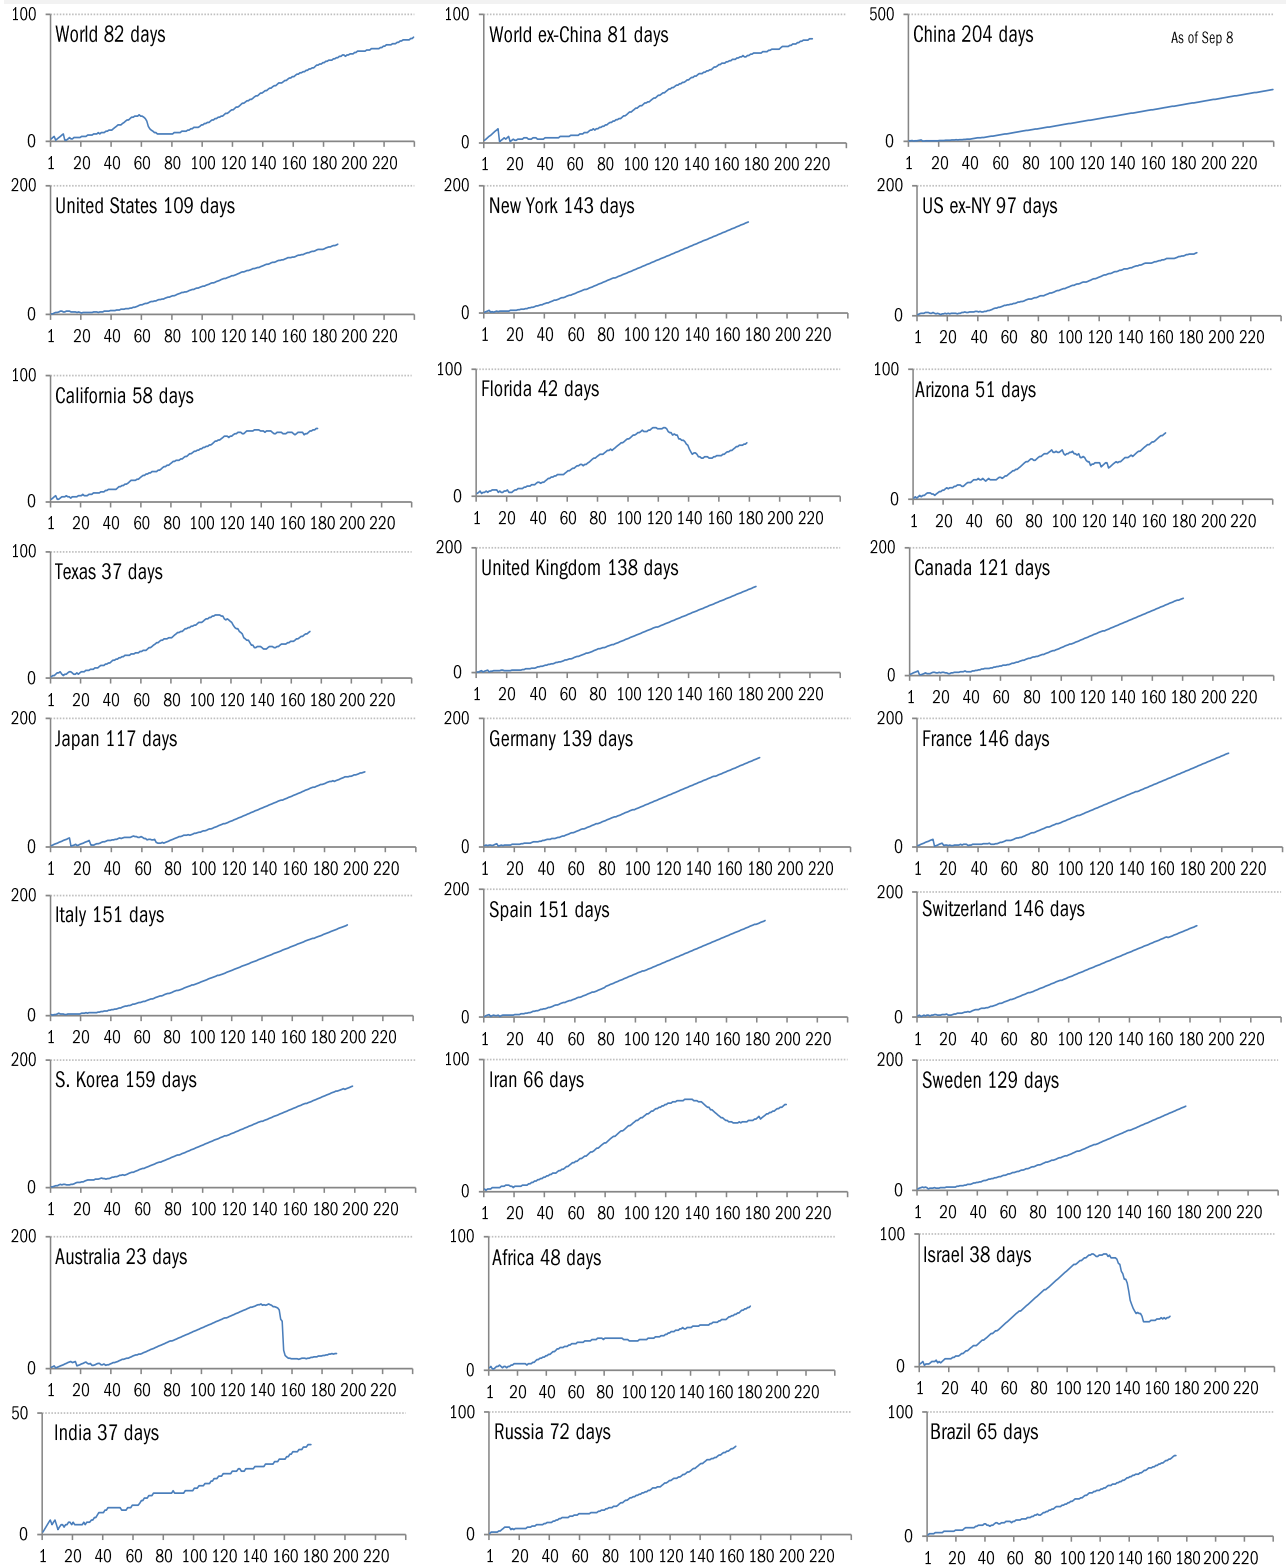 100
World 82 days
0
1 20 40 60 80 100 120 140 160 180 200 220
100
World ex-China 81 days
0
1 20 40 60 80 100 120 140 160 180 200 220
500
China 204 days
As of Sep 8
0
1 20 40 60 80 100 120 140 160 180 200 220
200
United States 109 days
0
1 20 40 60 80 100 120 140 160 180 200 220
200
New York 143 days
0
1 20 40 60 80 100 120 140 160 180 200 220
200
US ex-NY 97 days
0
1 20 40 60 80 100 120 140 160 180 200 220
100
California 58 days
0
1 20 40 60 80 100 120 140 160 180 200 220
100
Florida 42 days
0
1 20 40 60 80 100 120 140 160 180 200 220
100
Arizona 51 days
0
1 20 40 60 80 100 120 140 160 180 200 220
100
Texas 37 days
0
1 20 40 60 80 100 120 140 160 180 200 220
200
United Kingdom 138 days
0
1 20 40 60 80 100 120 140 160 180 200 220
200
Canada 121 days
0
1 20 40 60 80 100 120 140 160 180 200 220
200
Japan 117 days
0
1 20 40 60 80 100 120 140 160 180 200 220
200
Germany 139 days
0
1 20 40 60 80 100 120 140 160 180 200 220
200
France 146 days
0
1 20 40 60 80 100 120 140 160 180 200 220
200
Italy 151 days
0
1 20 40 60 80 100 120 140 160 180 200 220
200
Spain 151 days
0
1 20 40 60 80 100 120 140 160 180 200 220
200
Switzerland 146 days
0
1 20 40 60 80 100 120 140 160 180 200 220
200
S. Korea 159 days
0
1 20 40 60 80 100 120 140 160 180 200 220
100
Iran 66 days
0
1 20 40 60 80 100 120 140 160 180 200 220
200
Sweden 129 days
0
1 20 40 60 80 100 120 140 160 180 200 220
200
Australia 23 days
0
1 20 40 60 80 100 120 140 160 180 200 220
100
Africa 48 days
0
1 20 40 60 80 100 120 140 160 180 200 220
100
Israel 38 days
0
1 20 40 60 80 100 120 140 160 180 200 220
50
India 37 days
0
1 20 40 60 80 100 120 140 160 180 200 220
100
Russia 72 days
0
1 20 40 60 80 100 120 140 160 180 200 220
100
Brazil 65 days
0
1 20 40 60 80 100 120 140 160 180 200 220